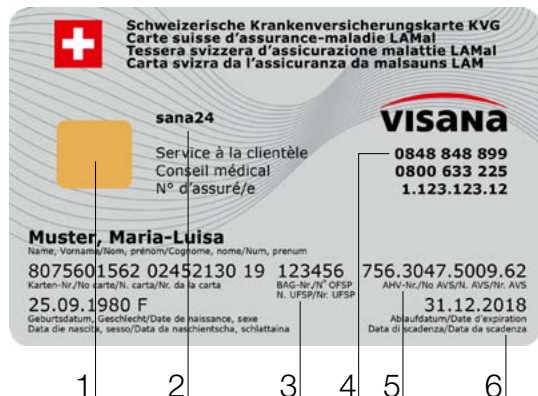 Schweizerische Krankenversicherungskarte KVG
Carte suisse d'assurance-maladie LAMal
Tessera svizzera d'assicurazione malattie LAMal
Carta svizra da l'assicuranza da malsauns LAM
sana24
visana
Service à la clientèle 0848 848 899
Conseil médical 0800 633 225
N° d'assuré/e 1.123.123.12
Muster, Maria-Luisa
Name, Vorname/Nom, prénom/Cognome, nome/Num, prenum
8075601562 02452130 19 123456 756.3047.5009.62
Karten-Nr./No carte/N. carta/Nr. da la carta BAG-Nr./N° OFSP AHV-Nr./No AVS/N. AVS/Nr. AVS
N. UFSP/Nr. UFSP
25.09.1980 F 31.12.2018
Geburtsdatum, Geschlecht/Date de naissance, sexe Ablaufdatum/Date d'expiration
Data die nascita, sesso/Data da naschientscha, schlattaina Data di scadenza/Data da scadenza
1 2 3 4 5 6